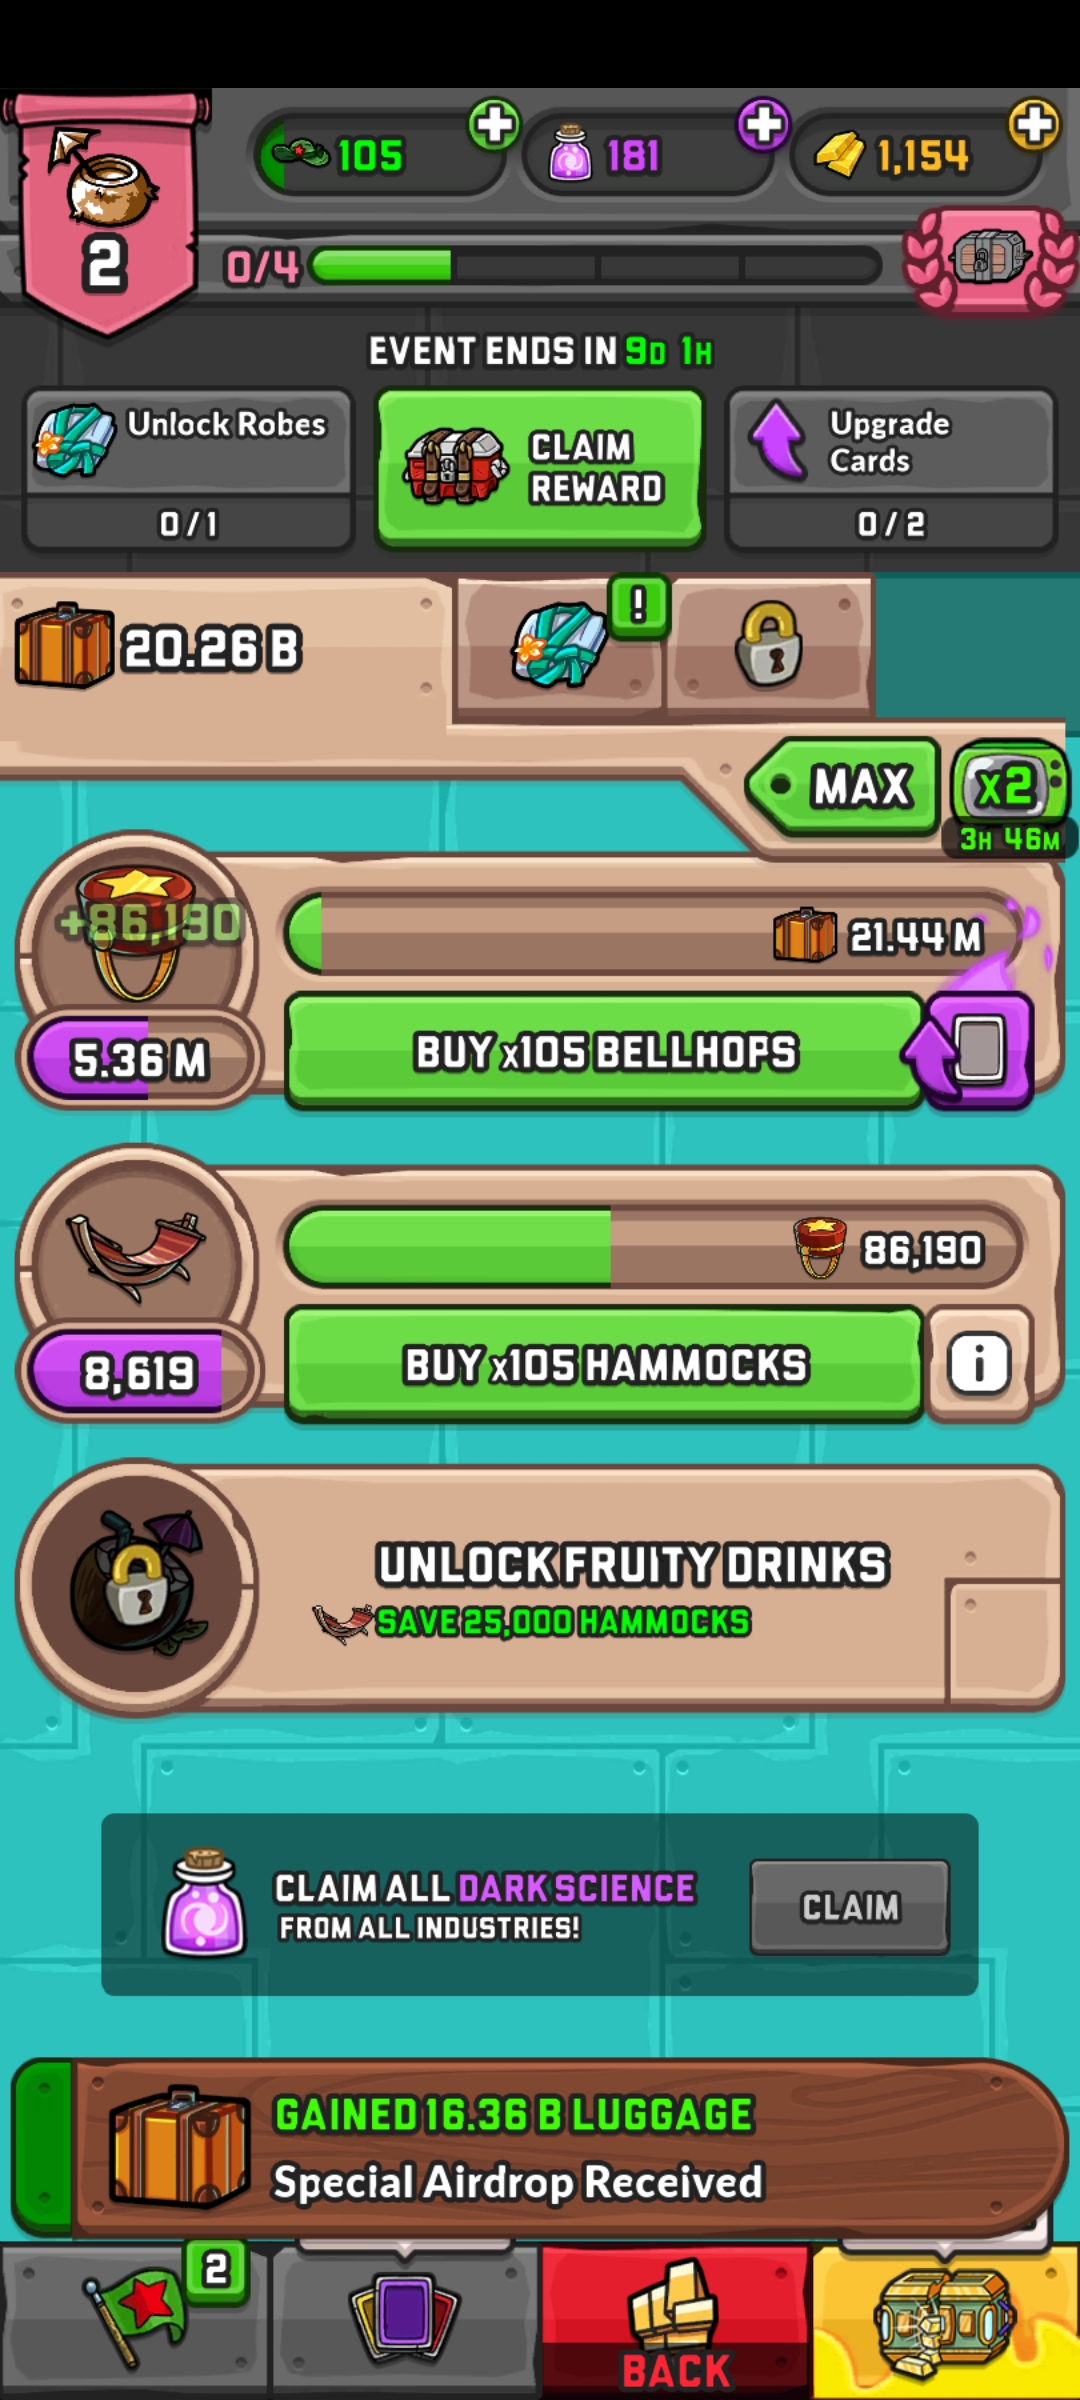 105
181
1,154
2
0/4
EVENT ENDS IN 9D 1H
Unlock Robes
0/1
CLAIM
REWARD
Upgrade
Cards
0/2
20.26 B
!
MAX
x2
3H 46M
+86,190
21.44 M
5.36 M
BUY x105 BELLHOPS
86,190
8,619
BUY x105 HAMMOCKS
i
UNLOCK FRUITY DRINKS
SAVE 25,000 HAMMOCKS
CLAIM ALL DARK SCIENCE
FROM ALL INDUSTRIES!
CLAIM
GAINED 16.36 B LUGGAGE
Special Airdrop Received
2
BACK